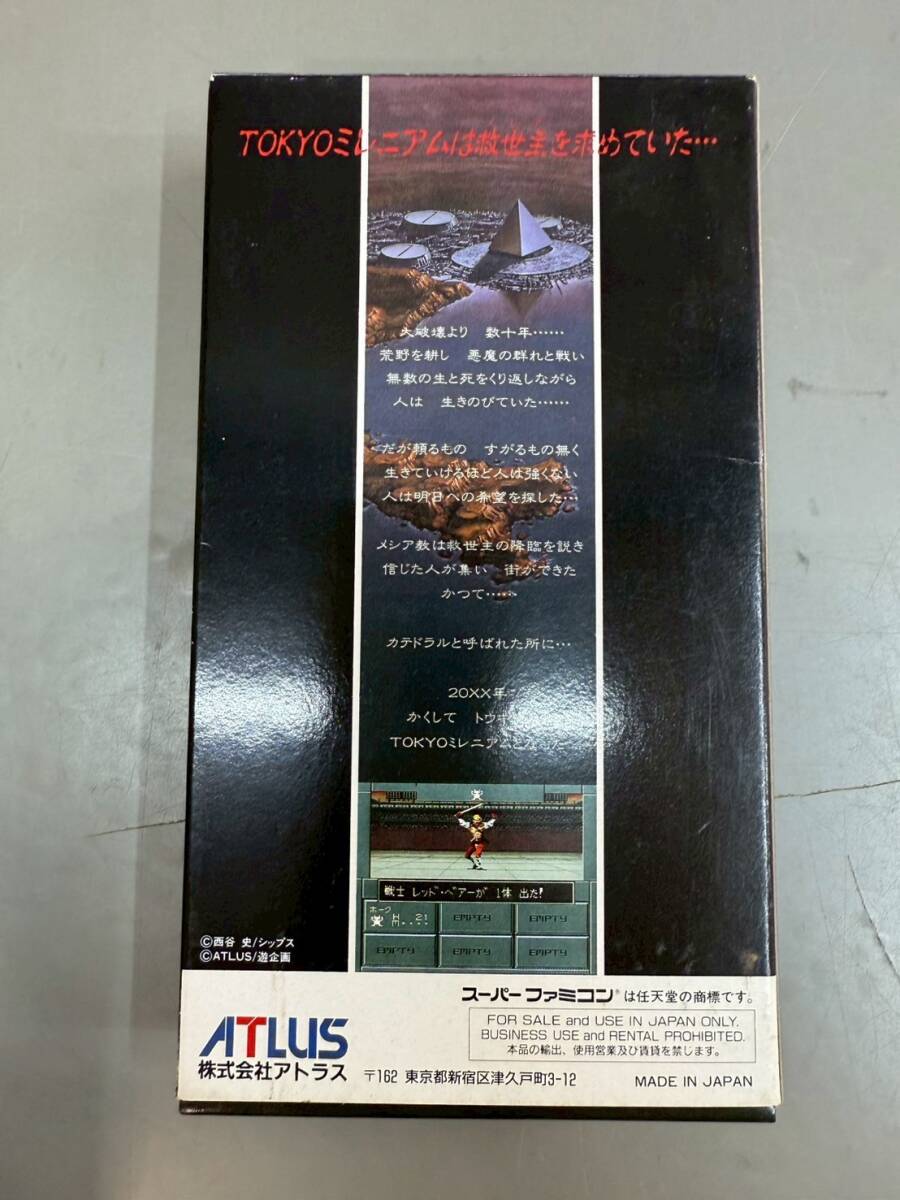 TOKYOミレニアムは救世主を求めていた…
大破壊より 数十年……
荒野を耕し 悪魔の群れと戦い
無数の生と死をくり返しながら
人は 生きのびていた……
だが頼るもの すがるもの無く
生きていけるほど人は強くない
人は明日への希望を探した…
メシア教は救世主の降臨を説き
信じた人が集い 街ができた
かつて……
カテドラルと呼ばれた所に…
20XX年
かくして トウ
TOKYOミレニアムと
戦士 レッド・ベアーが 1体 出た!
ホーク
H 21
EMPTY EMPTY
EMPTY EMPTY EMPTY
©西谷 史/シップス
©ATLUS/遊企画
スーパーファミコン®は任天堂の商標です。
FOR SALE and USE IN JAPAN ONLY.
BUSINESS USE and RENTAL PROHIBITED.
本品の輸出、使用営業及び賃貸を禁じます。
ATLUS
株式会社アトラス
〒162 東京都新宿区津久戸町3-12
MADE IN JAPAN